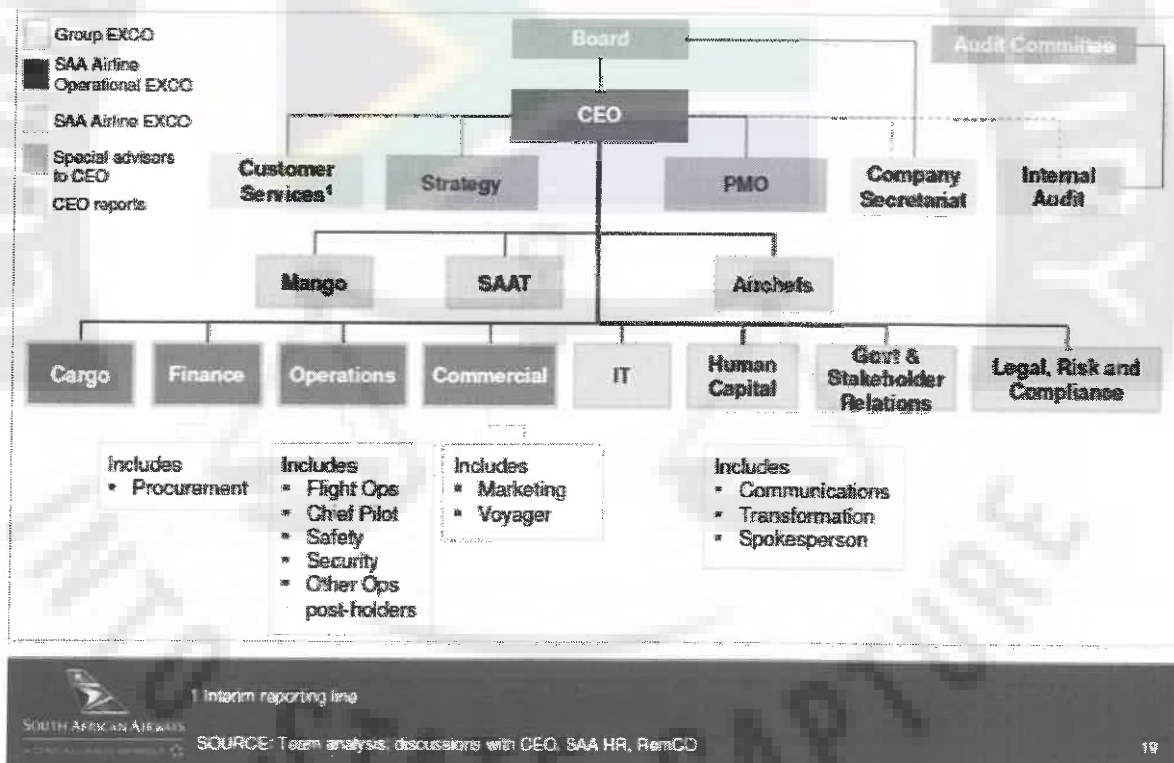 Group EXCO
SAA Airline
Operational EXCO
SAA Airline EXCO
Special advisors
to CEO
CEO reports
Board
Audit Committee
CEO
Customer
Services¹
Strategy
PMO
Company
Secretariat
Internal
Audit
Mango
SAAT
Airchefs
Cargo
Finance
Operations
Commercial
IT
Human
Capital
Govt &
Stakeholder
Relations
Legal, Risk and
Compliance
Includes
• Procurement
Includes
• Flight Ops
• Chief Pilot
• Safety
• Security
• Other Ops
post-holders
Includes
• Marketing
• Voyager
Includes
• Communications
• Transformation
• Spokesperson
1 Interim reporting line
SOUTH AFRICAN AIRWAYS
SOURCE: Team analysis; discussions with CEO, SAA HR, RemCO
19